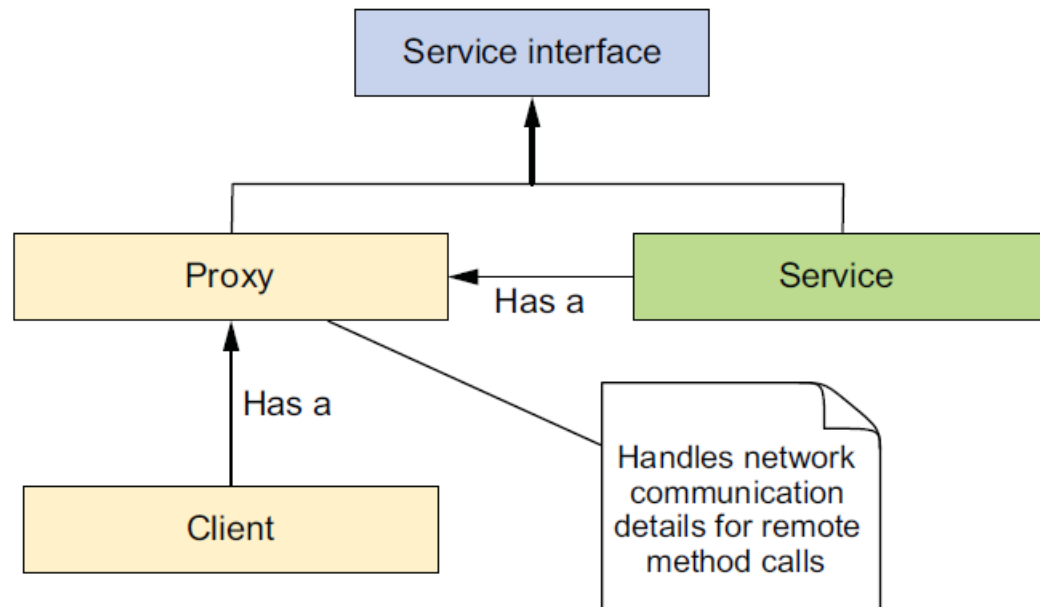 Service interface
Proxy
Has a
Service
Has a
Client
Handles network
communication
details for remote
method calls